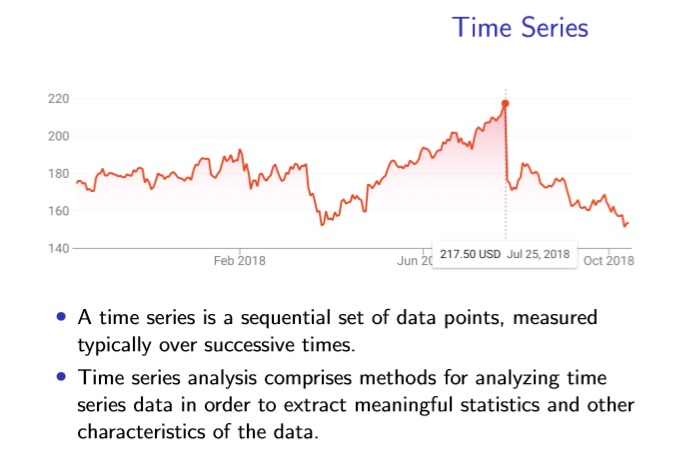 Time Series
220
200
180
160
140
Feb 2018
Jun 20
217.50 USD Jul 25, 2018
Oct 2018
• A time series is a sequential set of data points, measured
typically over successive times.
• Time series analysis comprises methods for analyzing time
series data in order to extract meaningful statistics and other
characteristics of the data.